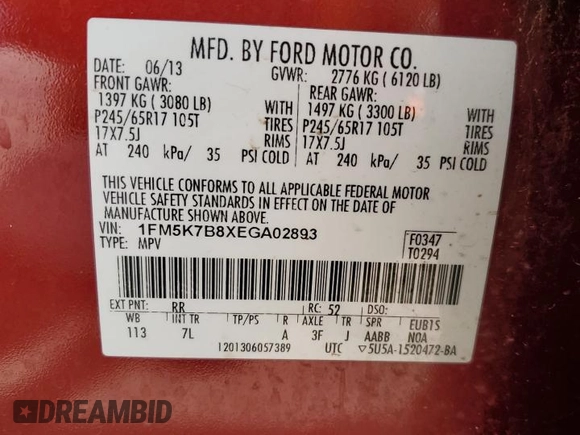 MFD. BY FORD MOTOR CO.
DATE: 06/13 GVWR: 2776 KG ( 6120 LB)
FRONT GAWR: REAR GAWR:
1397 KG ( 3080 LB) WITH 1497 KG ( 3300 LB) WITH
P245/65R17 105T TIRES P245/65R17 105T TIRES
17X7.5J RIMS 17X7.5J RIMS
AT 240 kPa/ 35 PSI COLD AT 240 kPa/ 35 PSI COLD
THIS VEHICLE CONFORMS TO ALL APPLICABLE FEDERAL MOTOR
VEHICLE SAFETY STANDARDS IN EFFECT ON THE DATE OF
MANUFACTURE SHOWN ABOVE.
VIN: 1FM5K7B8XEGA02893
TYPE: MPV
F0347
T0294
EXT PNT: RR RC: 52 DSO:
WB INT TR TP/PS R AXLE TR SPR EUB1S
113 7L A 3F J AABB NOA
1201306057389 UTC ▽5U5A-1520472-BA
DREAMBID